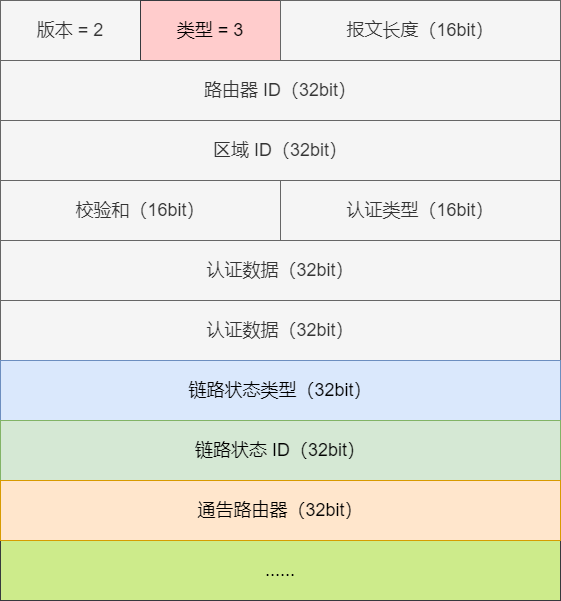 版本 = 2
类型 = 3
报文长度（16bit）
路由器 ID（32bit）
区域 ID（32bit）
校验和（16bit）
认证类型（16bit）
认证数据（32bit）
认证数据（32bit）
链路状态类型（32bit）
链路状态 ID（32bit）
通告路由器（32bit）
......